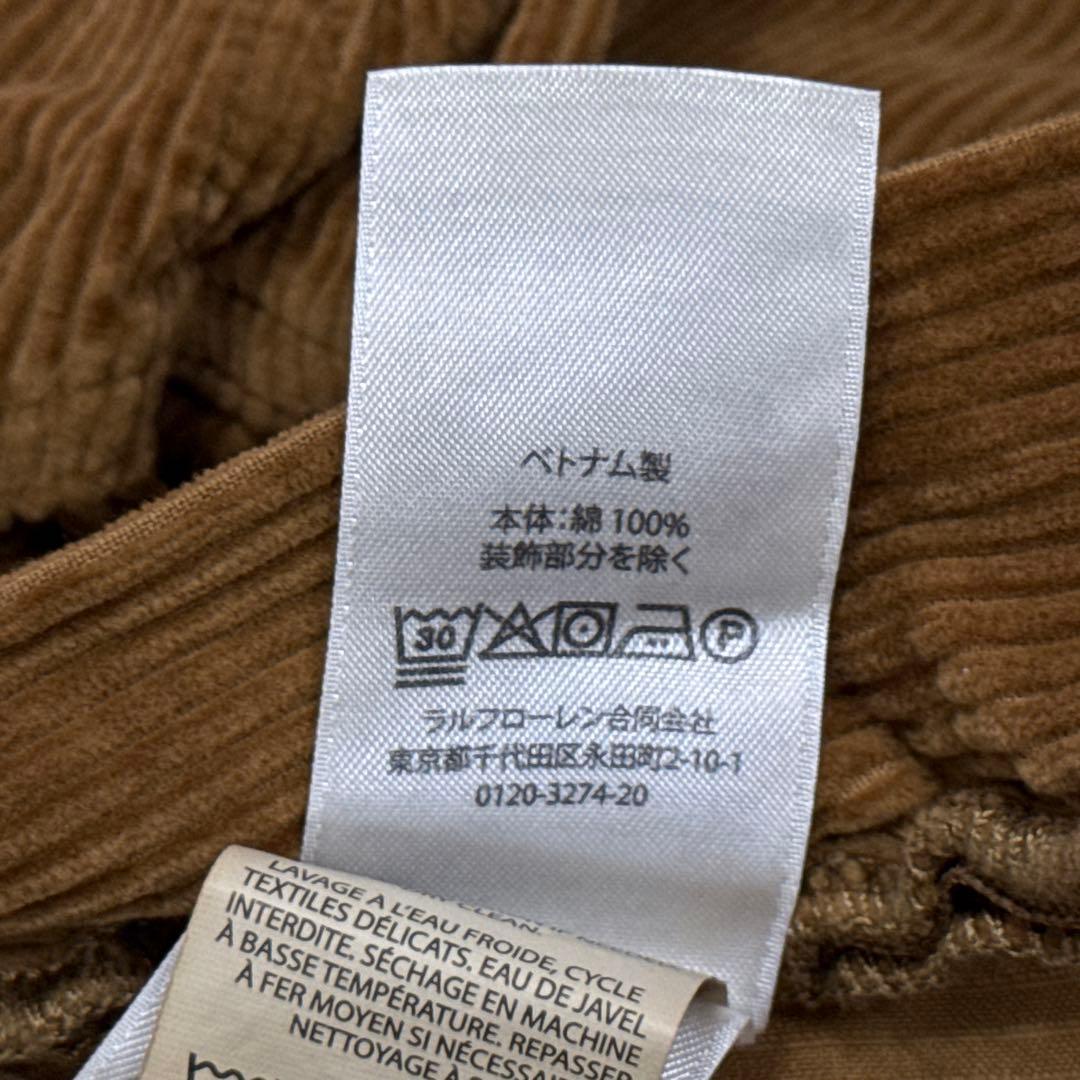 ベトナム製
本体:綿 100%
装飾部分を除く
30
P
ラルフローレン合同会社
東京都千代田区永田町2-10-1
0120-3274-20
CLEAN.
LAVAGE À L'EAU FROIDE, CYCLE
TEXTILES DÉLICATS. EAU DE JAVEL
INTERDITE. SÉCHAGE EN MACHINE
À BASSE TEMPÉRATURE. REPASSER
À FER MOYEN SI NÉCESSAIRE
NETTOYAGE À